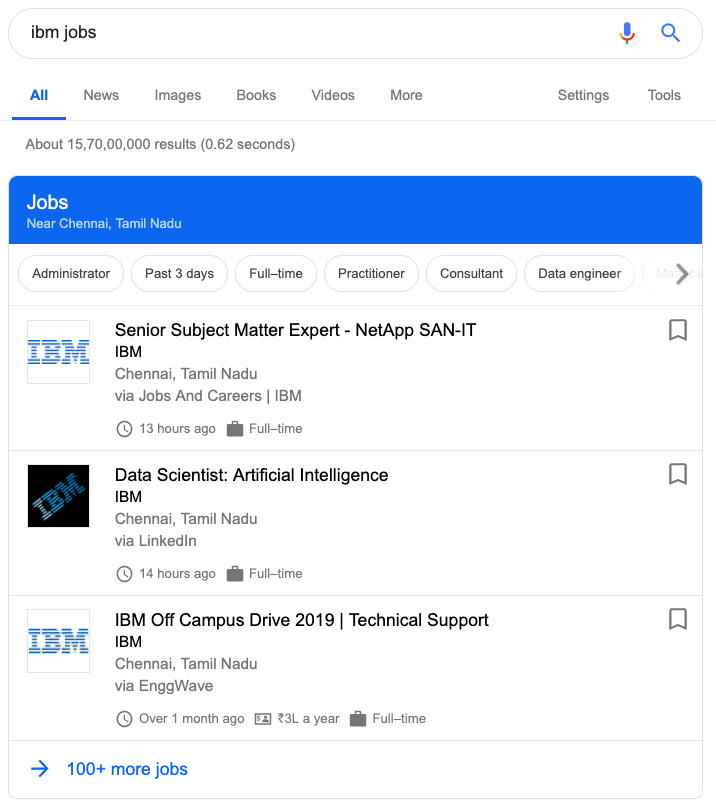 ibm jobs
All News Images Books Videos More Settings Tools
About 15,70,00,000 results (0.62 seconds)
Jobs
Near Chennai, Tamil Nadu
Administrator Past 3 days Full–time Practitioner Consultant Data engineer
IBM
Senior Subject Matter Expert - NetApp SAN-IT
IBM
Chennai, Tamil Nadu
via Jobs And Careers | IBM
13 hours ago Full–time
IBM
Data Scientist: Artificial Intelligence
IBM
Chennai, Tamil Nadu
via LinkedIn
14 hours ago Full–time
IBM
IBM Off Campus Drive 2019 | Technical Support
IBM
Chennai, Tamil Nadu
via EnggWave
Over 1 month ago ₹3L a year Full–time
100+ more jobs